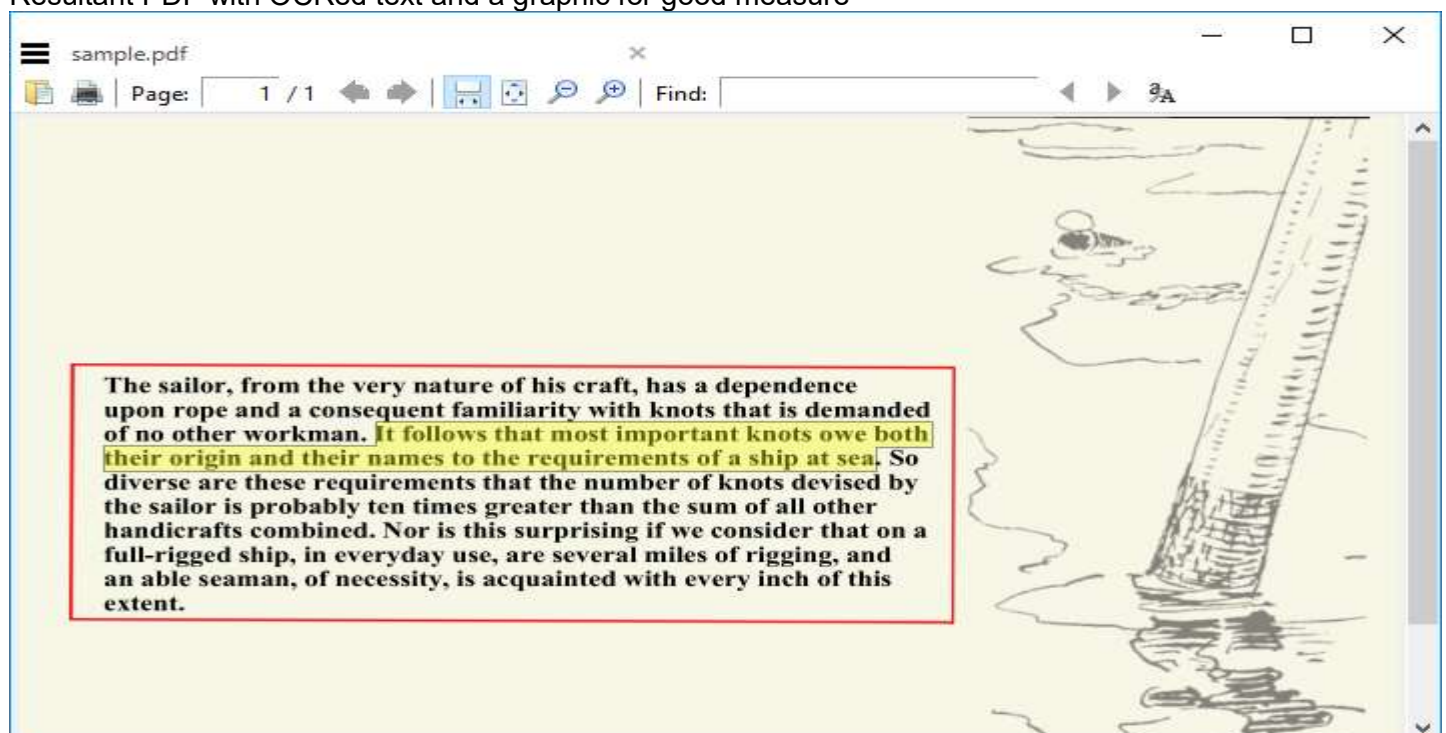 Resultant PDF with OCRed text and a graphic for good measure
sample.pdf
Page: 1 / 1 Find:
The sailor, from the very nature of his craft, has a dependence
upon rope and a consequent familiarity with knots that is demanded
of no other workman. It follows that most important knots owe both
their origin and their names to the requirements of a ship at sea. So
diverse are these requirements that the number of knots devised by
the sailor is probably ten times greater than the sum of all other
handicrafts combined. Nor is this surprising if we consider that on a
full-rigged ship, in everyday use, are several miles of rigging, and
an able seaman, of necessity, is acquainted with every inch of this
extent.